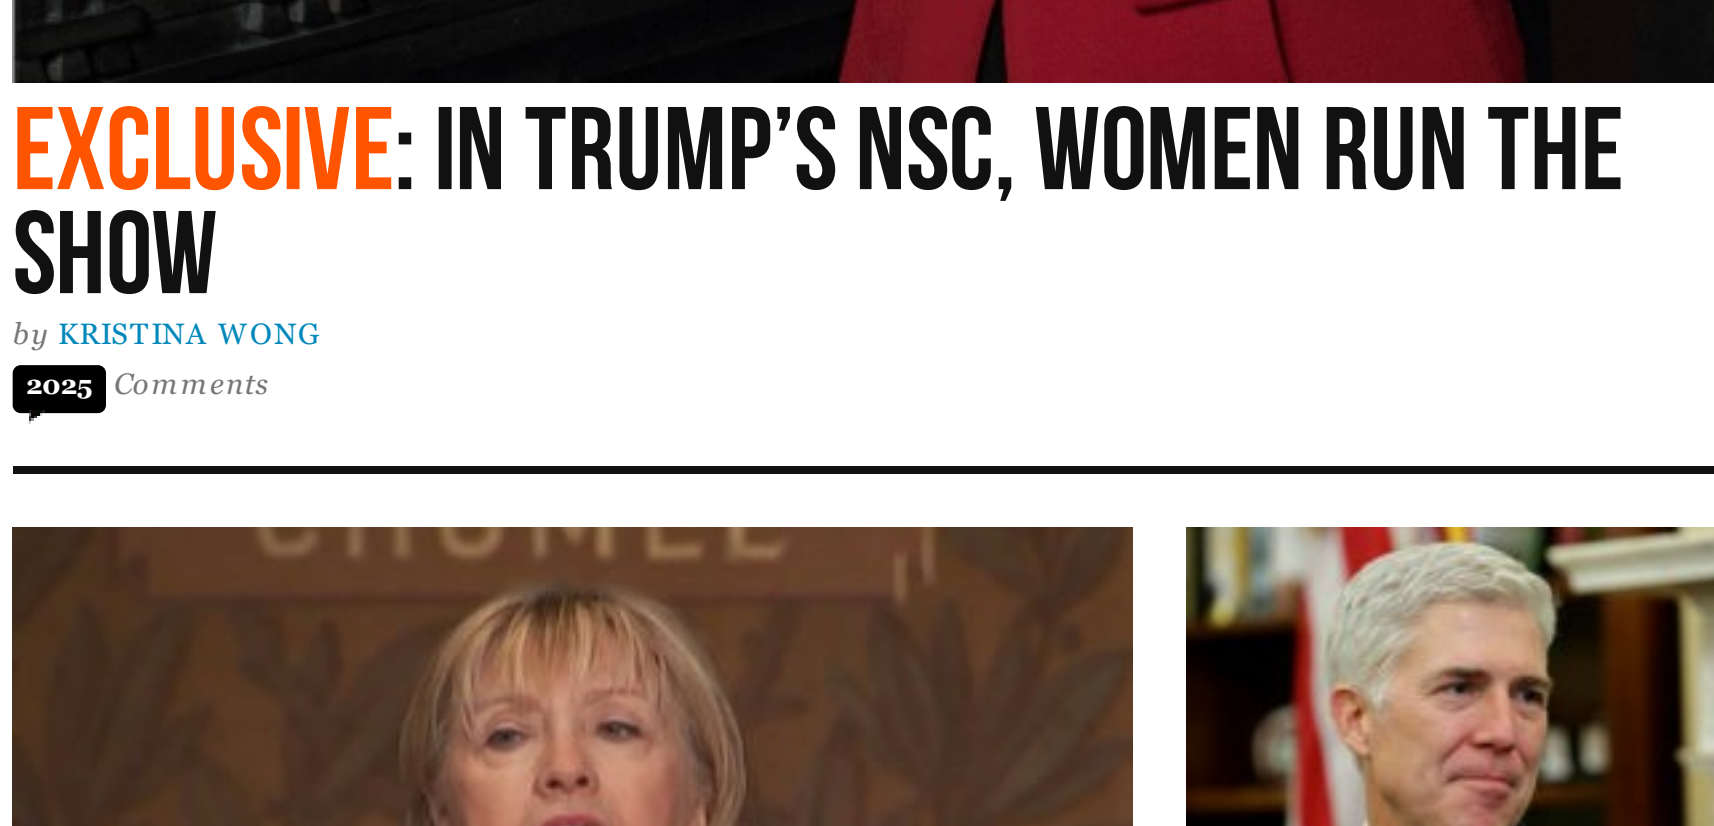 EXCLUSIVE: IN TRUMP’S NSC, WOMEN RUN THE
SHOW
by KRISTINA WONG
2025 Comments